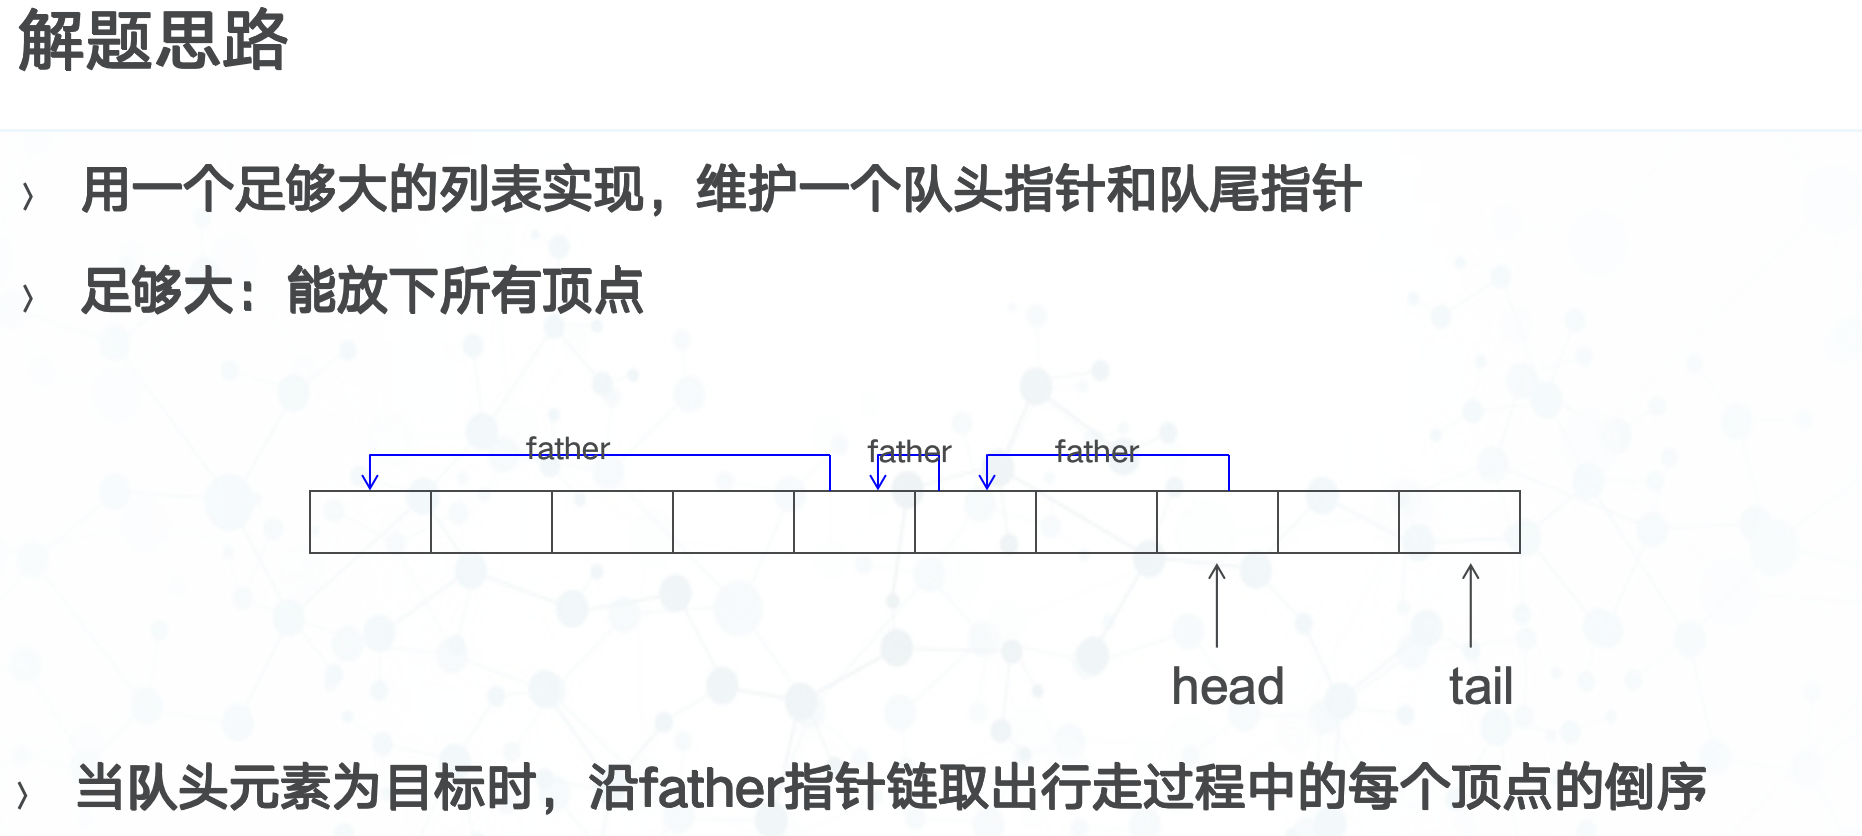 解题思路
〉 用一个足够大的列表实现，维护一个队头指针和队尾指针
〉 足够大：能放下所有顶点
father father father
head tail
〉 当队头元素为目标时，沿father指针链取出行走过程中的每个顶点的倒序